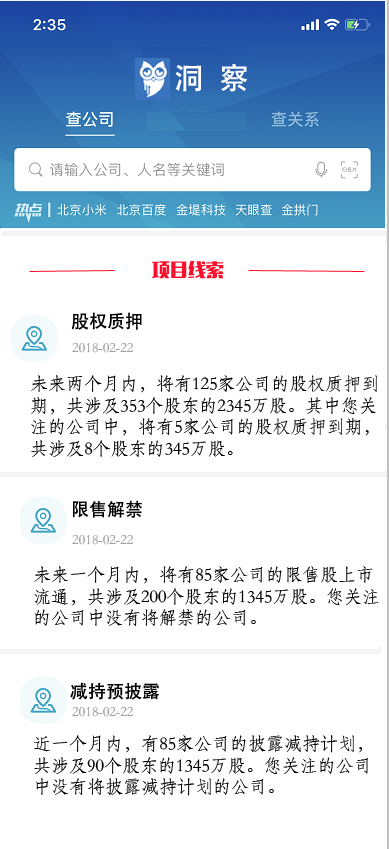 2:35
洞 察
查公司
查关系
请输入公司、人名等关键词
热点
北京小米 北京百度 金堤科技 天眼查 金拱门
项目线索
股权质押
2018-02-22
未来两个月内，将有125家公司的股权质押到
期，共涉及353个股东的2345万股。其中您关
注的公司中，将有5家公司的股权质押到期，
共涉及8个股东的345万股。
限售解禁
2018-02-22
未来一个月内，将有85家公司的限售股上市
流通，共涉及200个股东的1345万股。您关注
的公司中没有将解禁的公司。
减持预披露
2018-02-22
近一个月内，有85家公司的披露减持计划，
共涉及90个股东的1345万股。您关注的公司
中没有将披露减持计划的公司。